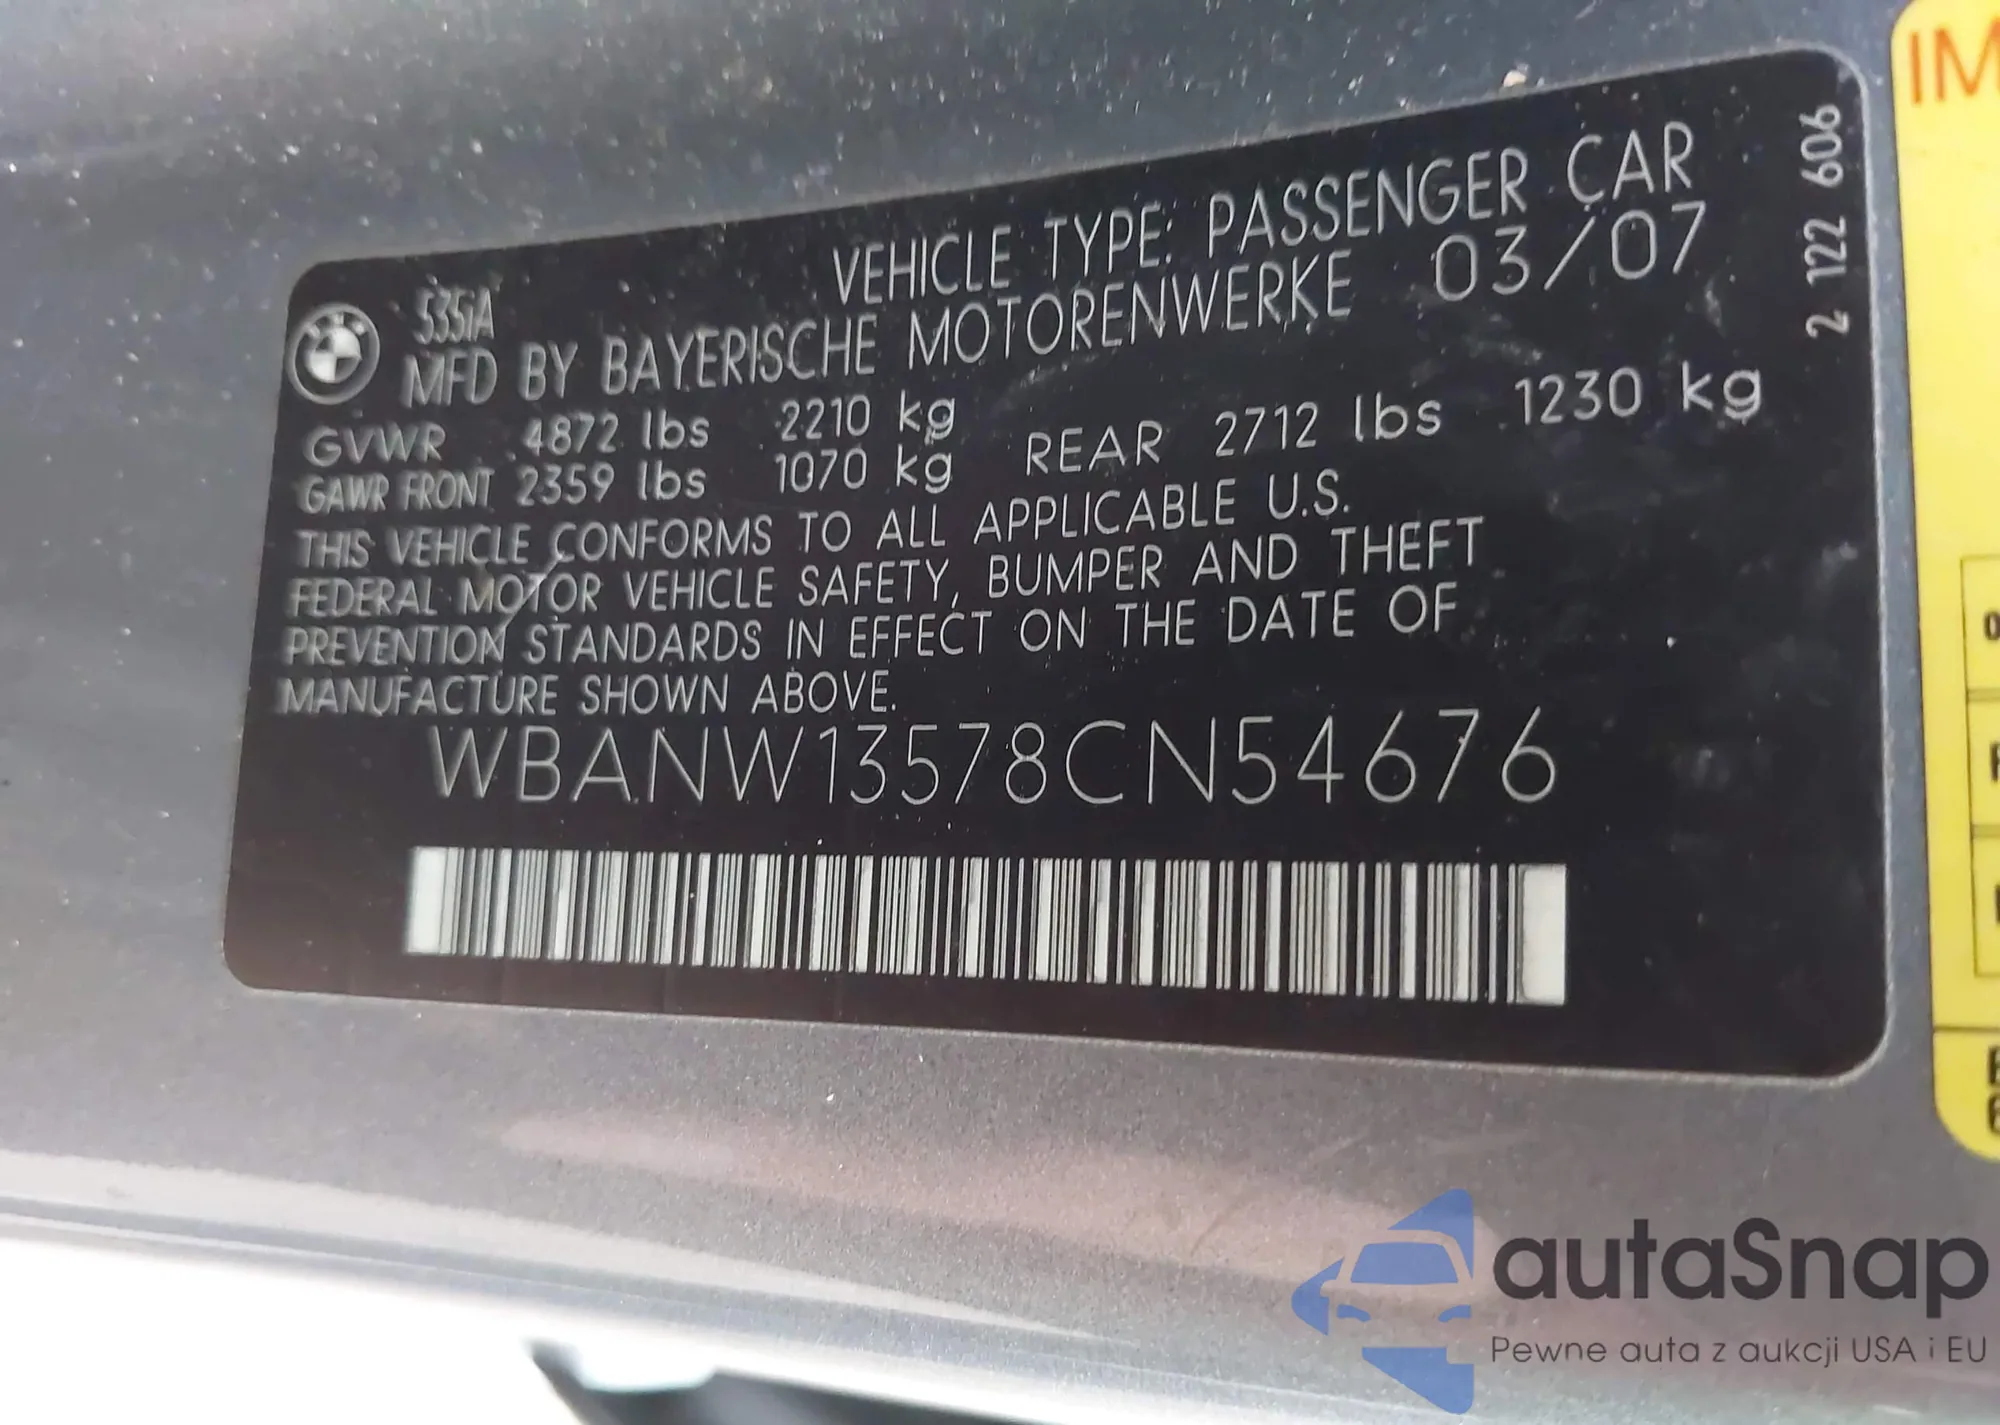 VEHICLE TYPE: PASSENGER CAR
535iA
MFD BY BAYERISCHE MOTORENWERKE 03/07
GVWR 4872 lbs 2210 kg
GAWR FRONT 2359 lbs 1070 kg REAR 2712 lbs 1230 kg
THIS VEHICLE CONFORMS TO ALL APPLICABLE U.S.
FEDERAL MOTOR VEHICLE SAFETY, BUMPER AND THEFT
PREVENTION STANDARDS IN EFFECT ON THE DATE OF
MANUFACTURE SHOWN ABOVE.
WBANW13578CN54676
2 122 606
IM
autaSnap
Pewne auta z aukcji USA i EU